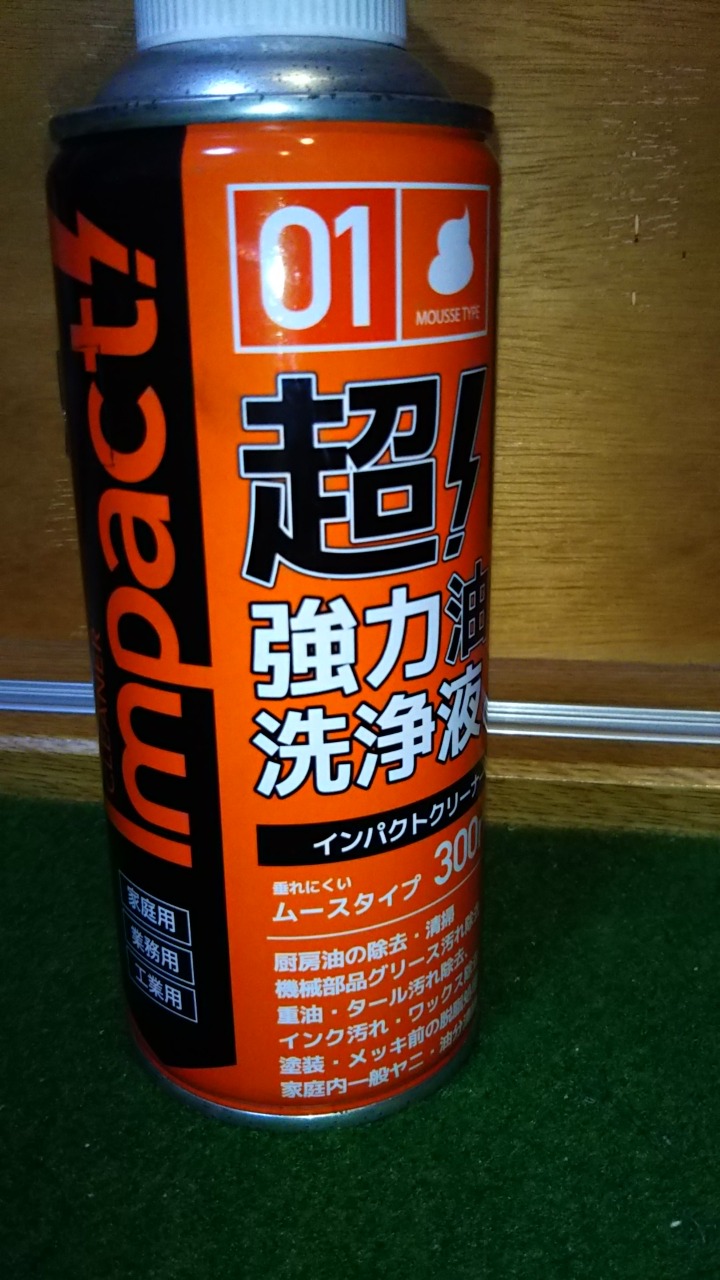 01
MOUSSE TYPE
超!
強力油
洗浄液
インパクトクリーナー
垂れにくい
ムースタイプ 300
厨房油の除去・清掃
機械部品グリース汚れ除去
重油・タール汚れ除去、
インク汚れ・ワックス
塗装・メッキ前の脱脂
家庭内一般ヤニ・油分
Impact!
CLEANER
家庭用
業務用
工業用